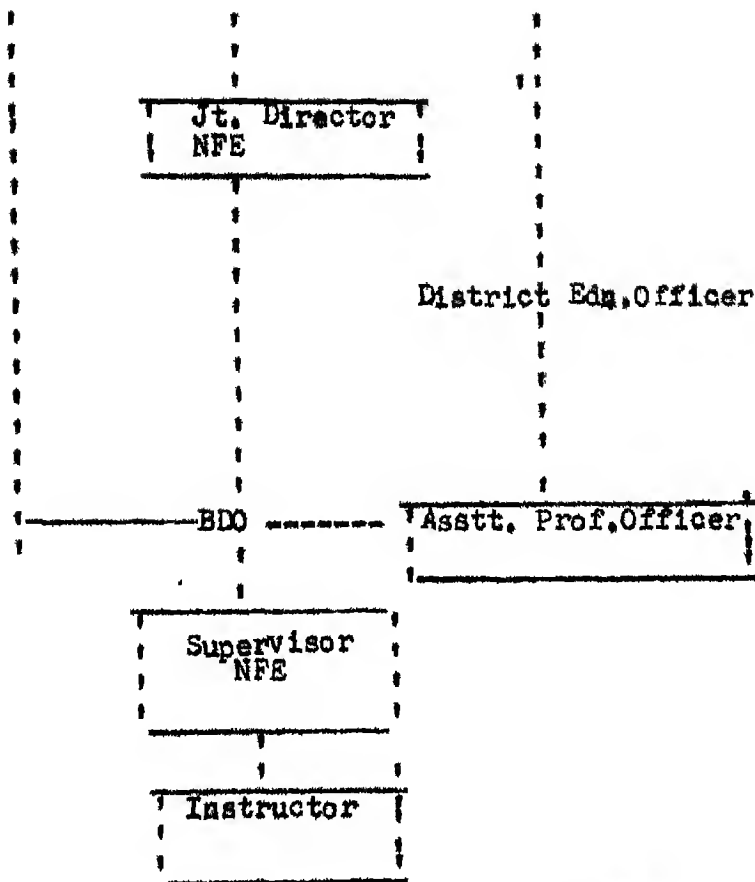 Jt. Director
NFE
District Edn.Officer
BDO
Asstt. Prof.Officer
Supervisor
NFE
Instructor